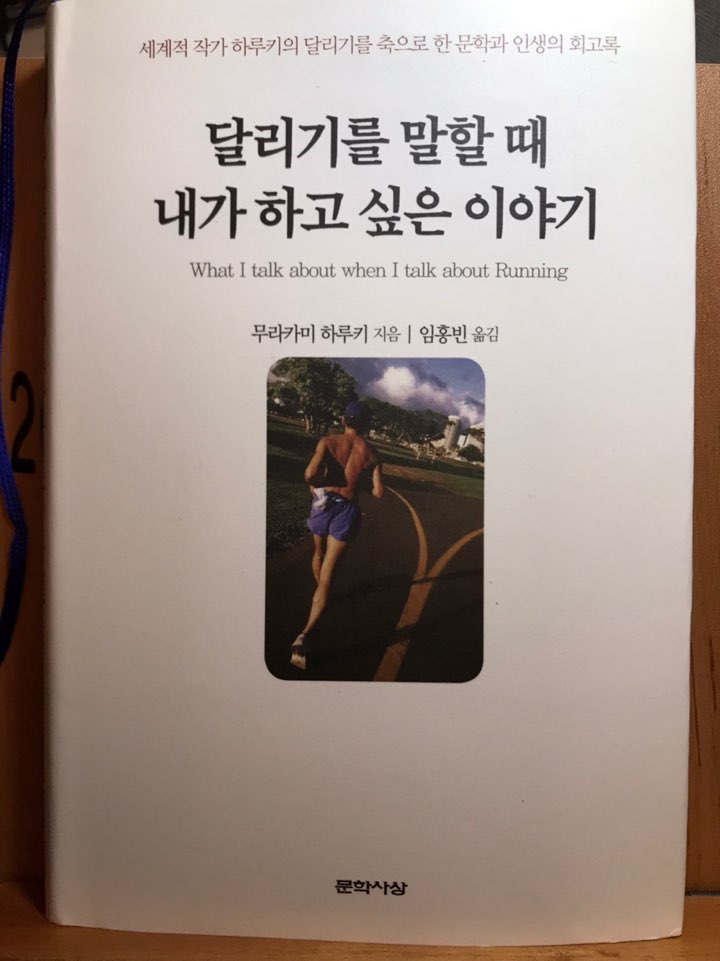 세계적 작가 하루키의 달리기를 축으로 한 문학과 인생의 회고록
달리기를 말할 때
내가 하고 싶은 이야기
What I talk about when I talk about Running
무라카미 하루키 지음 | 임홍빈 옮김
문학사상
2